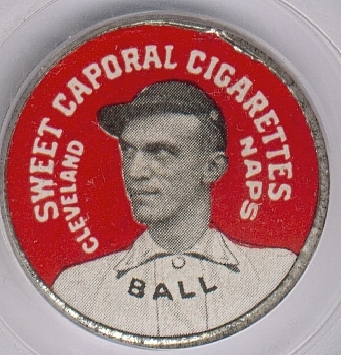 SWEET CAPORAL CIGARETTES
CLEVELAND
NAPS
BALL